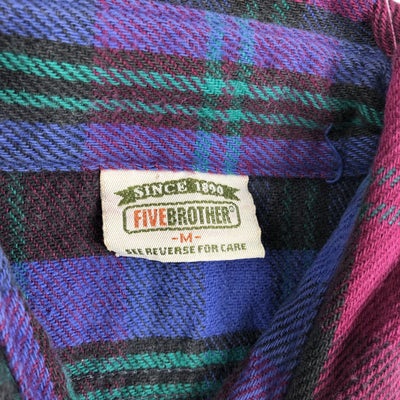 SINCE 1890
FIVEBROTHER®
-M-
SEE REVERSE FOR CARE